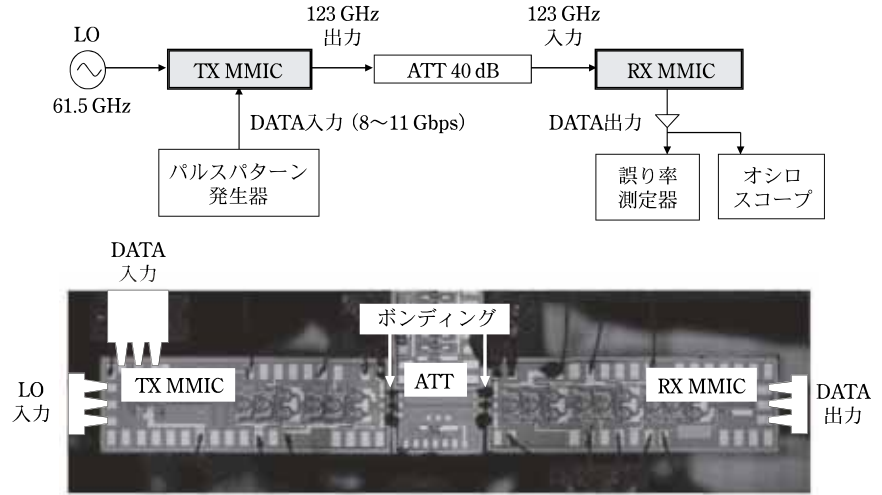 LO
61.5 GHz
TX MMIC
123 GHz
出力
ATT 40 dB
123 GHz
入力
RX MMIC
DATA入力（8〜11 Gbps）
パルスパターン
発生器
DATA出力
誤り率
測定器
オシロ
スコープ
DATA
入力
ボンディング
LO
入力
TX MMIC
ATT
RX MMIC
DATA
出力